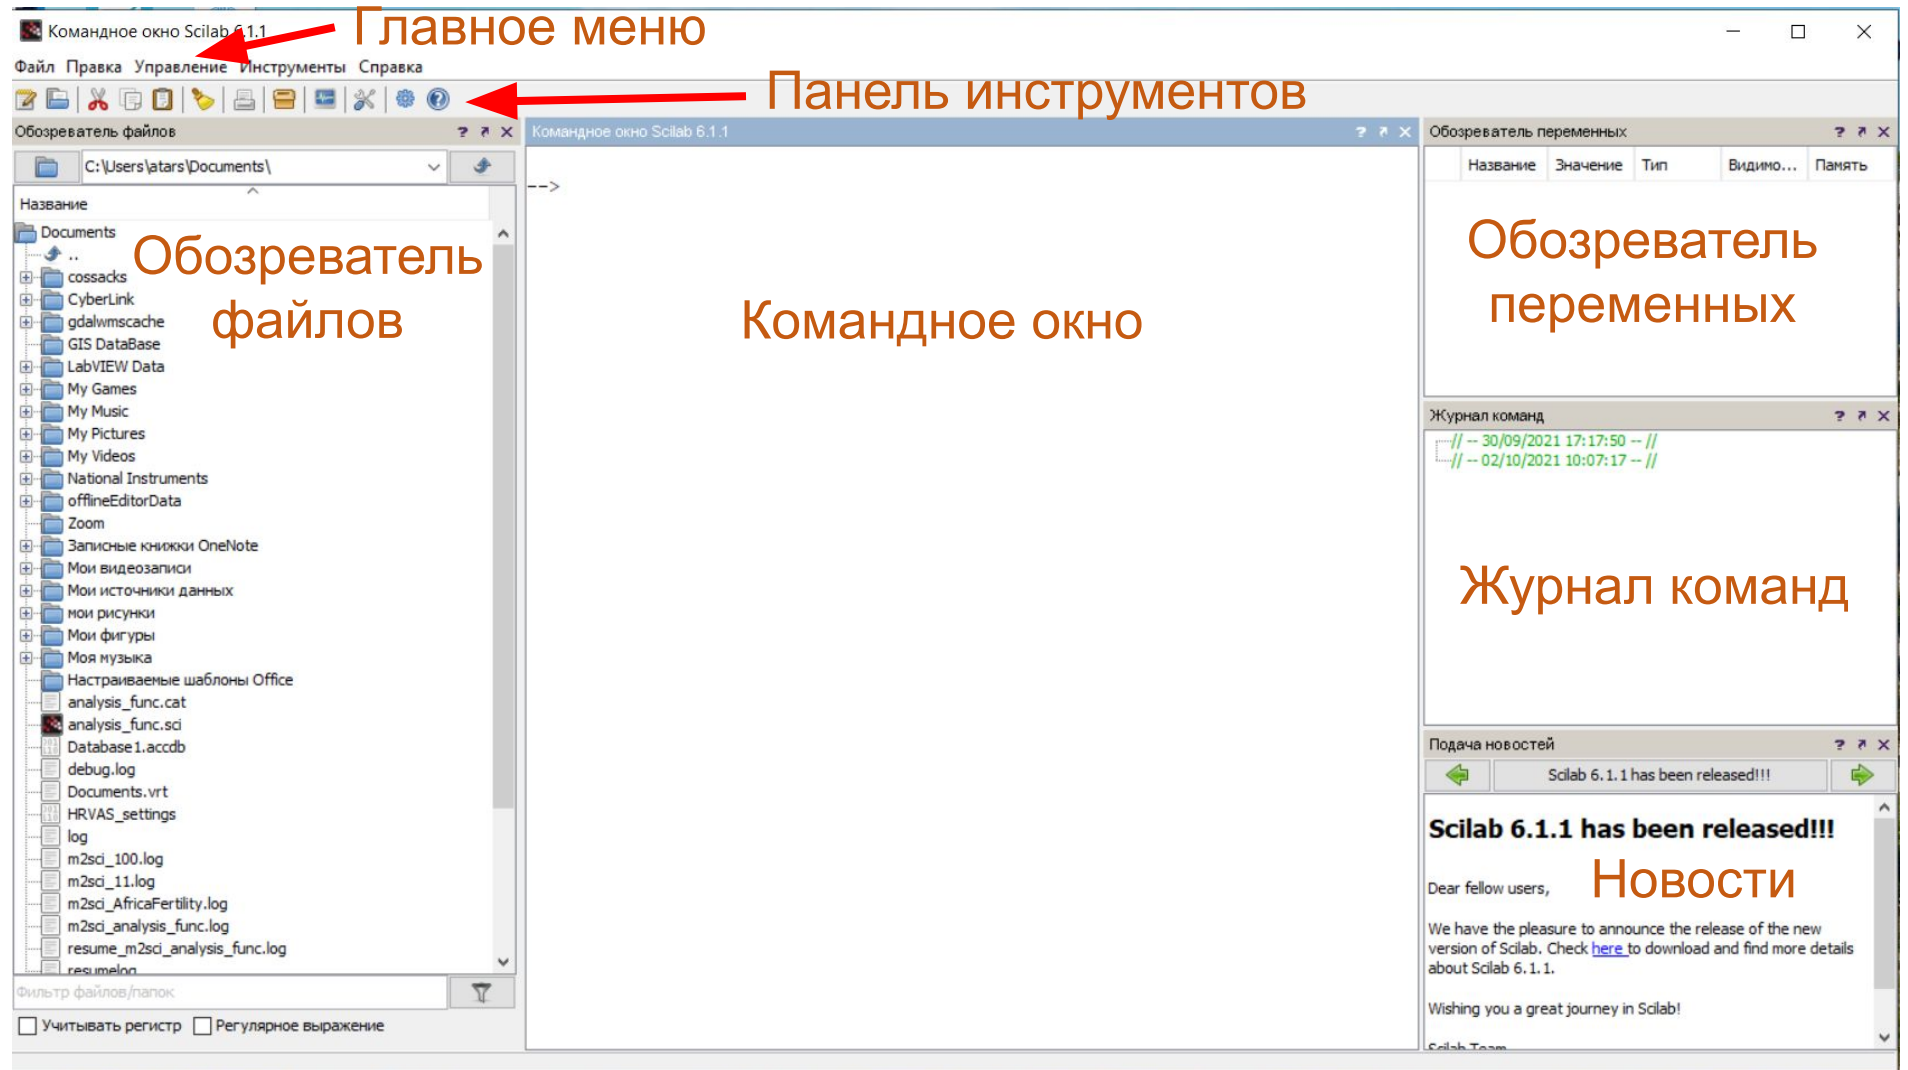 Командное окно Scilab 6.1.1
Главное меню
Файл Правка Управление Инструменты Справка
Панель инструментов
Обозреватель файлов
C:\Users\atars\Documents\
Название
Documents
..
cossacks
CyberLink
gdalwmscache
GIS DataBase
LabVIEW Data
My Games
My Music
My Pictures
My Videos
National Instruments
offlineEditorData
Zoom
Записные книжки OneNote
Мои видеозаписи
Мои источники данных
мои рисунки
Мои фигуры
Моя музыка
Настраиваемые шаблоны Office
analysis_func.cat
analysis_func.sci
Database1.accdb
debug.log
Documents.vrt
HRVAS_settings
log
m2sci_100.log
m2sci_11.log
m2sci_AfricaFertility.log
m2sci_analysis_func.log
resume_m2sci_analysis_func.log
resumelog
Обозреватель
файлов
Фильтр файлов/папок
Учитывать регистр Регулярное выражение
Командное окно Scilab 6.1.1
-->
Командное окно
Обозреватель переменных
Название Значение Тип Видимо... Память
Обозреватель
переменных
Журнал команд
// -- 30/09/2021 17:17:50 -- //
// -- 02/10/2021 10:07:17 -- //
Журнал команд
Подача новостей
Scilab 6.1.1 has been released!!!
Scilab 6.1.1 has been released!!!
Новости
Dear fellow users,
We have the pleasure to announce the release of the new
version of Scilab. Check here to download and find more details
about Scilab 6.1.1.
Wishing you a great journey in Scilab!
Scilab Team